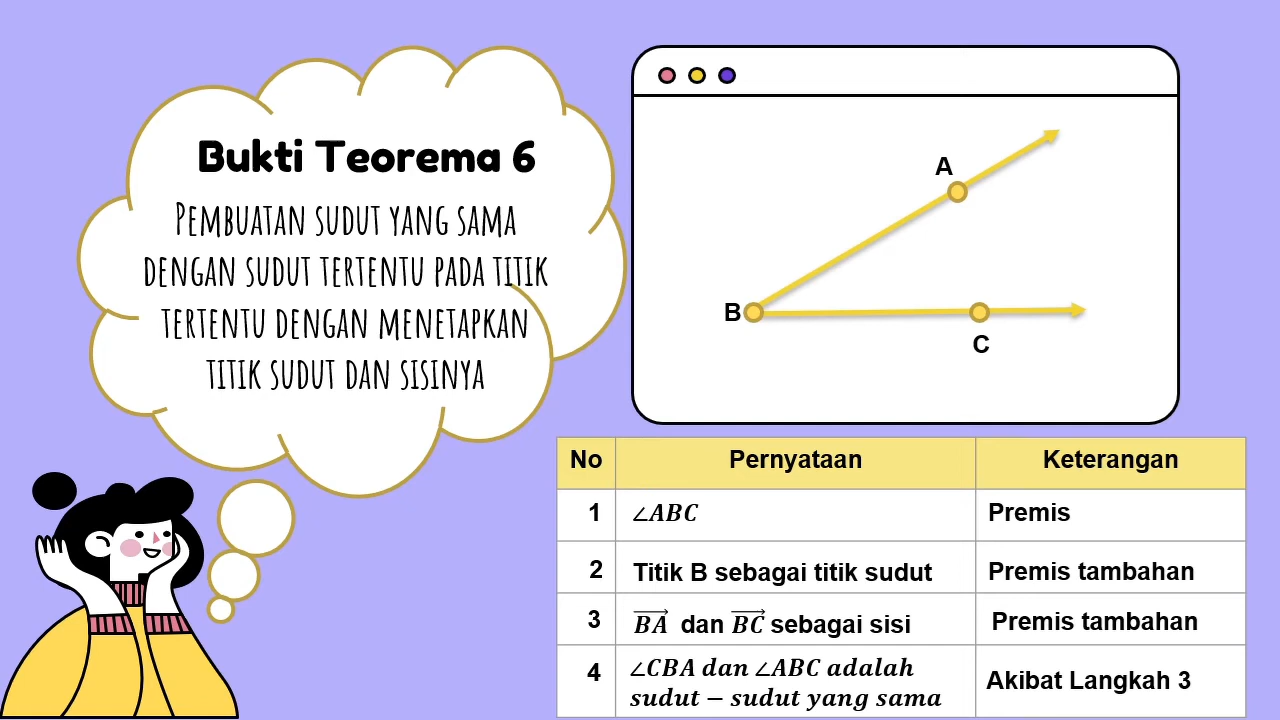 Bukti Teorema 6
Pembuatan sudut yang sama
dengan sudut tertentu pada titik
tertentu dengan menetapkan
titik sudut dan sisinya
A
B
C
No Pernyataan Keterangan
1 ∠ABC Premis
2 Titik B sebagai titik sudut Premis tambahan
3 $\overrightarrow{BA}$ dan $\overrightarrow{BC}$ sebagai sisi Premis tambahan
4 ∠CBA dan ∠ABC adalah
sudut − sudut yang sama Akibat Langkah 3